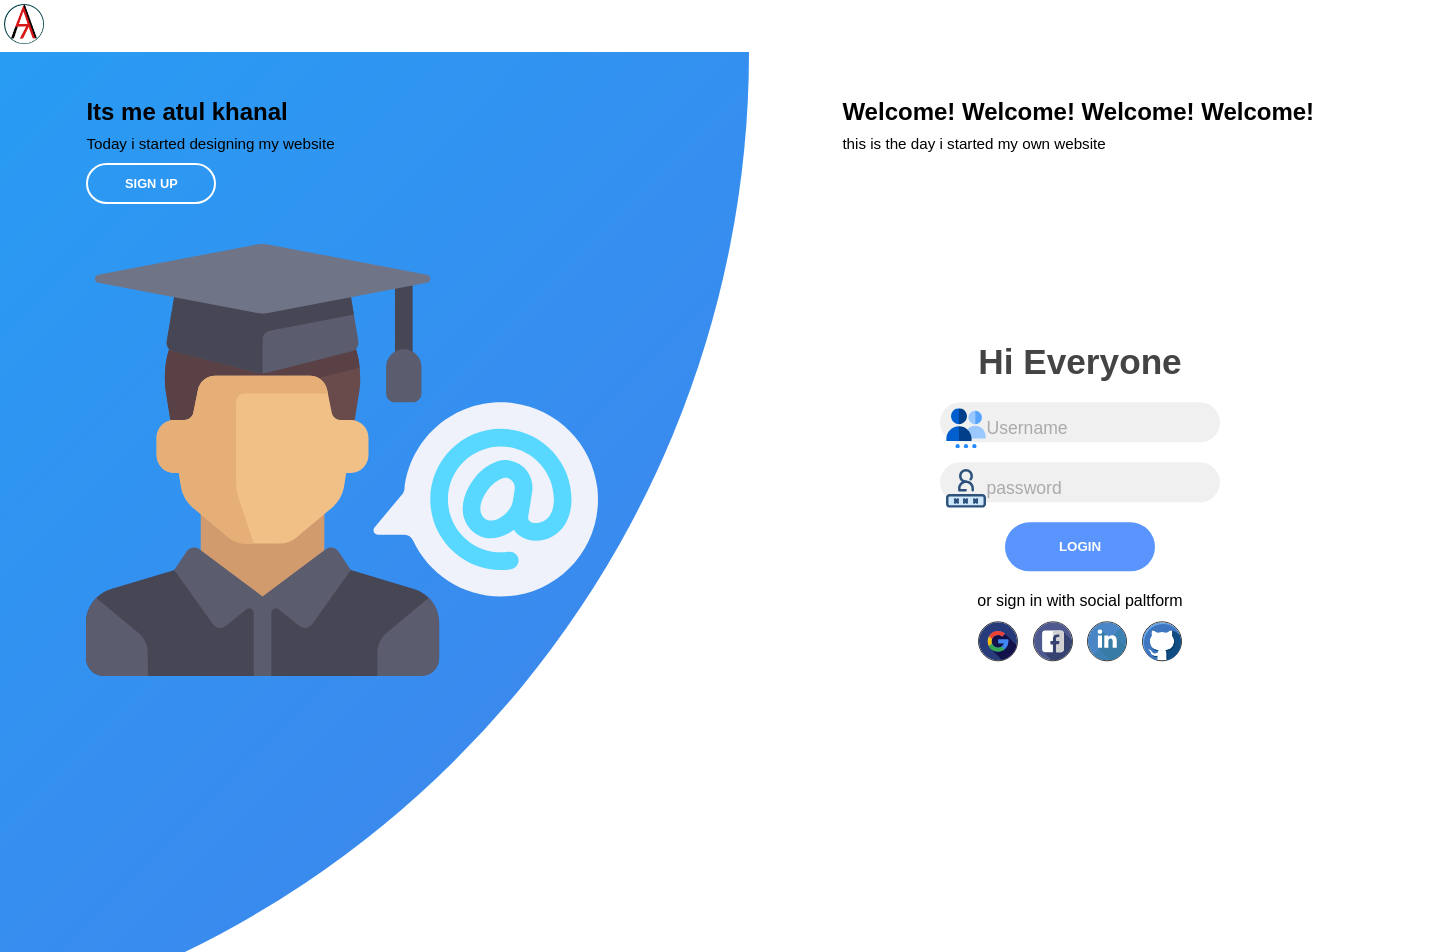 Its me atul khanal
Today i started designing my website
SIGN UP
Welcome! Welcome! Welcome! Welcome!
this is the day i started my own website
Hi Everyone
Username
password
LOGIN
or sign in with social paltform